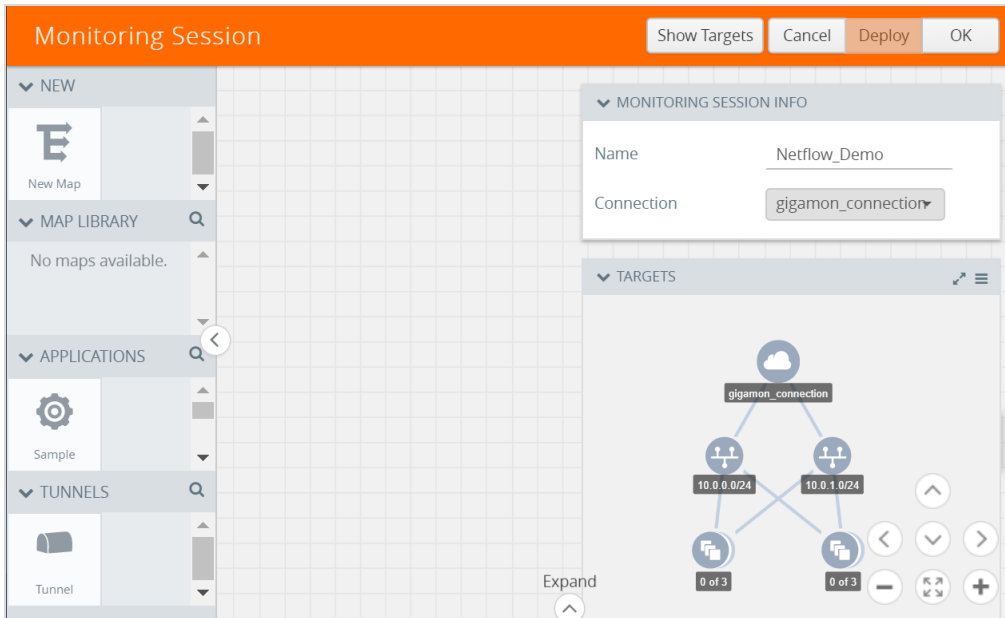 Monitoring Session
Show Targets
Cancel
Deploy
OK
NEW
New Map
MAP LIBRARY
No maps available.
APPLICATIONS
Sample
TUNNELS
Tunnel
MONITORING SESSION INFO
Name
Netflow_Demo
Connection
gigamon_connection
TARGETS
gigamon_connection
10.0.0.0/24
10.0.1.0/24
0 of 3
0 of 3
Expand